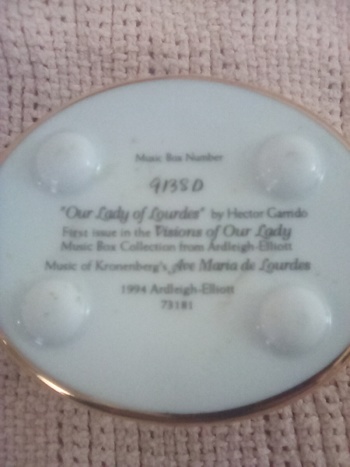 Music Box Number
9138D
"Our Lady of Lourdes" by Hector Garrido
First issue in the Visions of Our Lady
Music Box Collection from Ardleigh-Elliott
Music of Kronenberg's Ave Maria de Lourdes
1994 Ardleigh-Elliott
73181